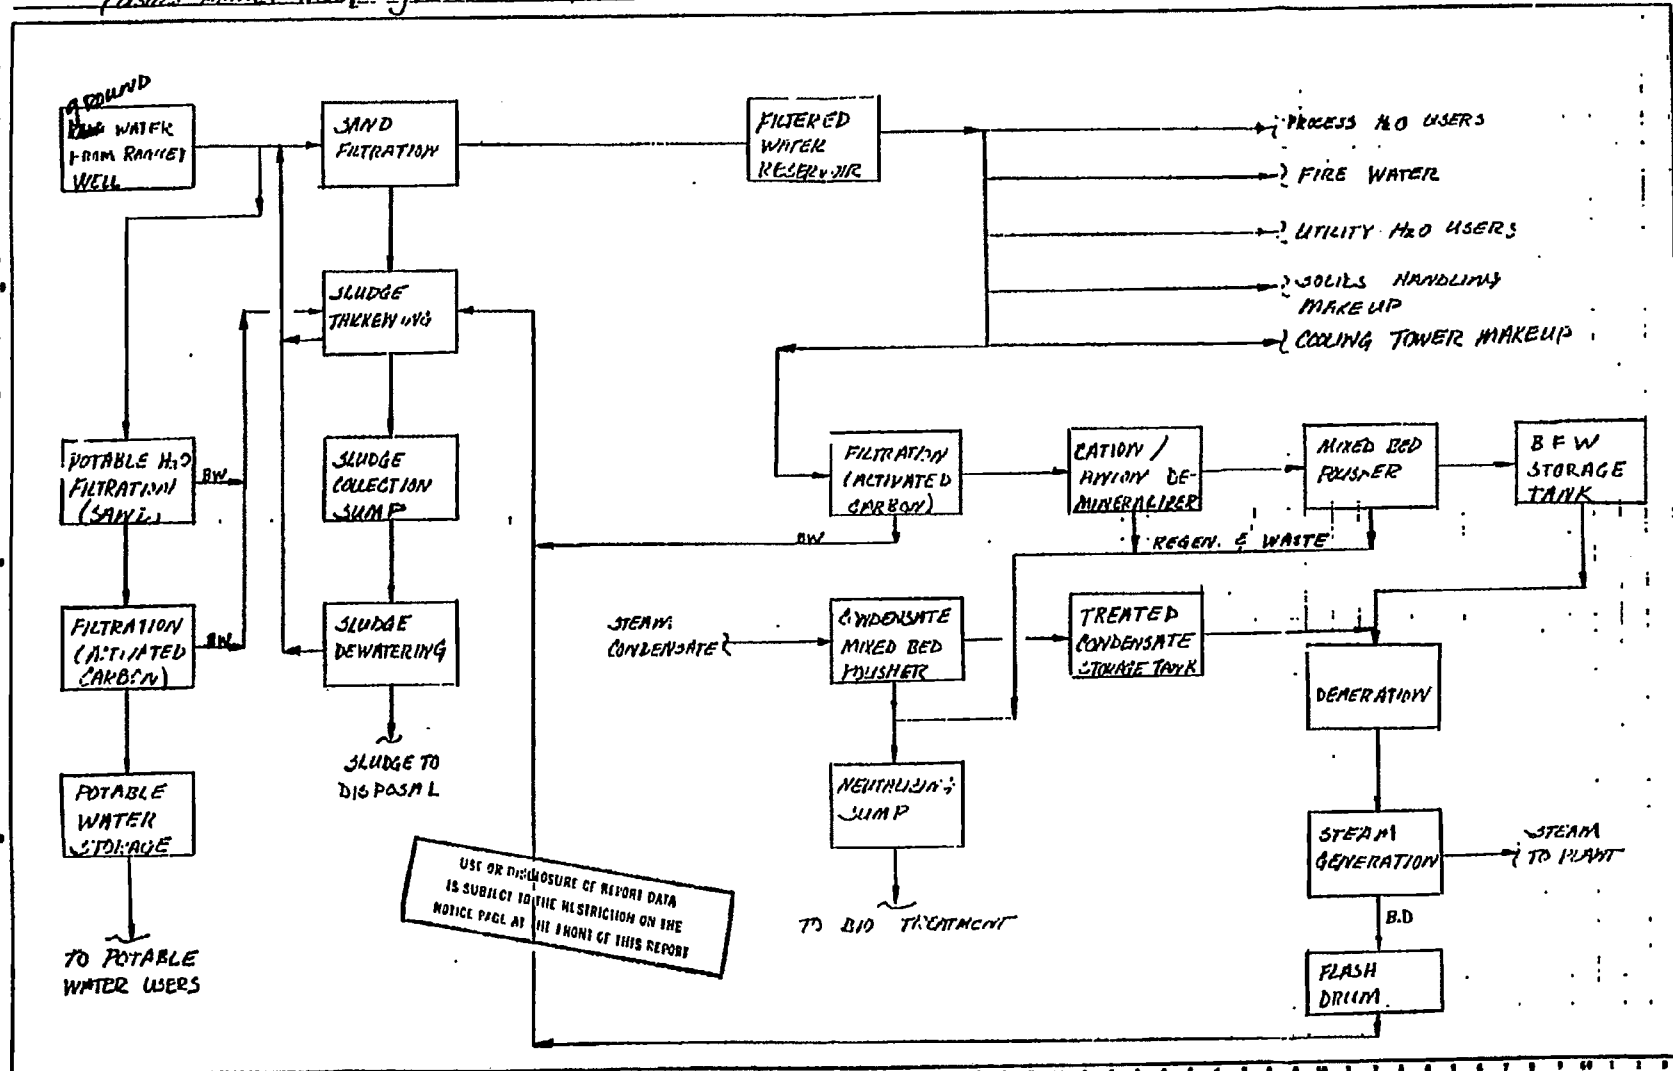 GROUND
WATER
FROM RANNEY
WELL
SAND
FILTRATION
FILTERED
WATER
RESERVOIR
PROCESS H2O USERS
FIRE WATER
UTILITY H2O USERS
SOLIDS HANDLING
MAKEUP
COOLING TOWER MAKEUP
SLUDGE
THICKENING
POTABLE H2O
FILTRATION
(SAND)
BW
SLUDGE
COLLECTION
SUMP
FILTRATION
(ACTIVATED
CARBON)
BW
CATION /
ANION DE-
MINERALIZER
MIXED BED
POLISHER
BFW
STORAGE
TANK
REGEN. & WASTE
FILTRATION
(ACTIVATED
CARBON)
BW
SLUDGE
DEWATERING
STEAM
CONDENSATE
CONDENSATE
MIXED BED
POLISHER
TREATED
CONDENSATE
STORAGE TANK
DEAERATION
SLUDGE TO
DISPOSAL
POTABLE
WATER
STORAGE
NEUTRALIZING
SUMP
STEAM
GENERATION
STEAM
TO PLANT
B.D
USE OR DISCLOSURE OF REPORT DATA
IS SUBJECT TO THE RESTRICTION ON THE
NOTICE PAGE AT THE FRONT OF THIS REPORT
TO BIO TREATMENT
TO POTABLE
WATER USERS
FLASH
DRUM